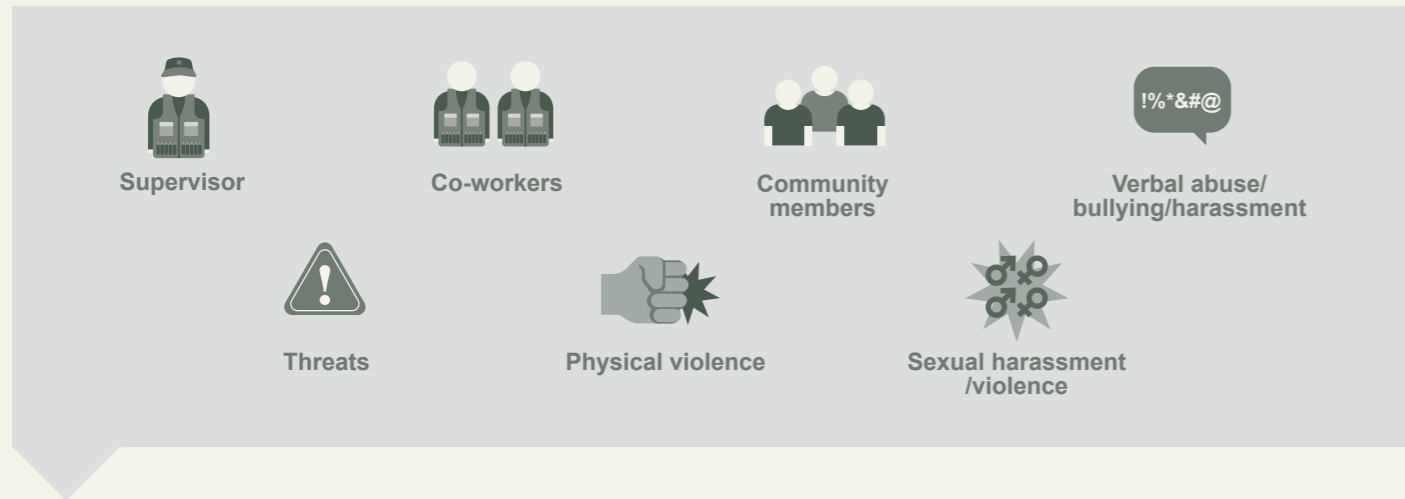 !%*&#@
Supervisor
Co-workers
Community
members
Verbal abuse/
bullying/harassment
Threats
Physical violence
Sexual harassment
/violence